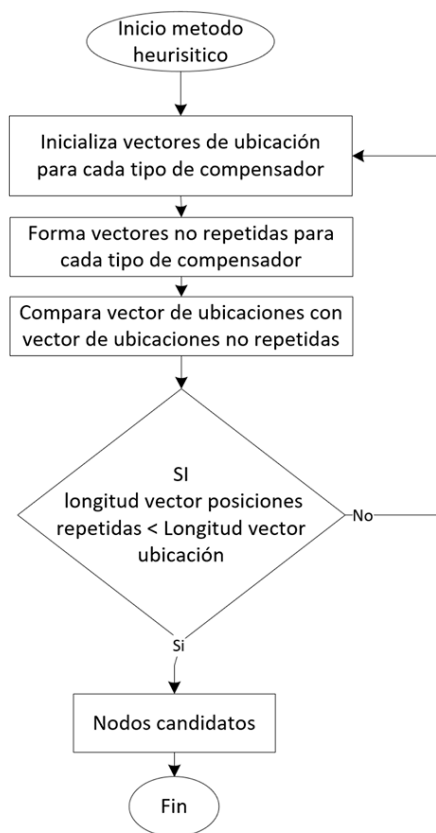 Inicio metodo
heurisitico
Inicializa vectores de ubicación
para cada tipo de compensador
Forma vectores no repetidas para
cada tipo de compensador
Compara vector de ubicaciones con
vector de ubicaciones no repetidas
SI
longitud vector posiciones
repetidas < Longitud vector
ubicación
No
Si
Nodos candidatos
Fin